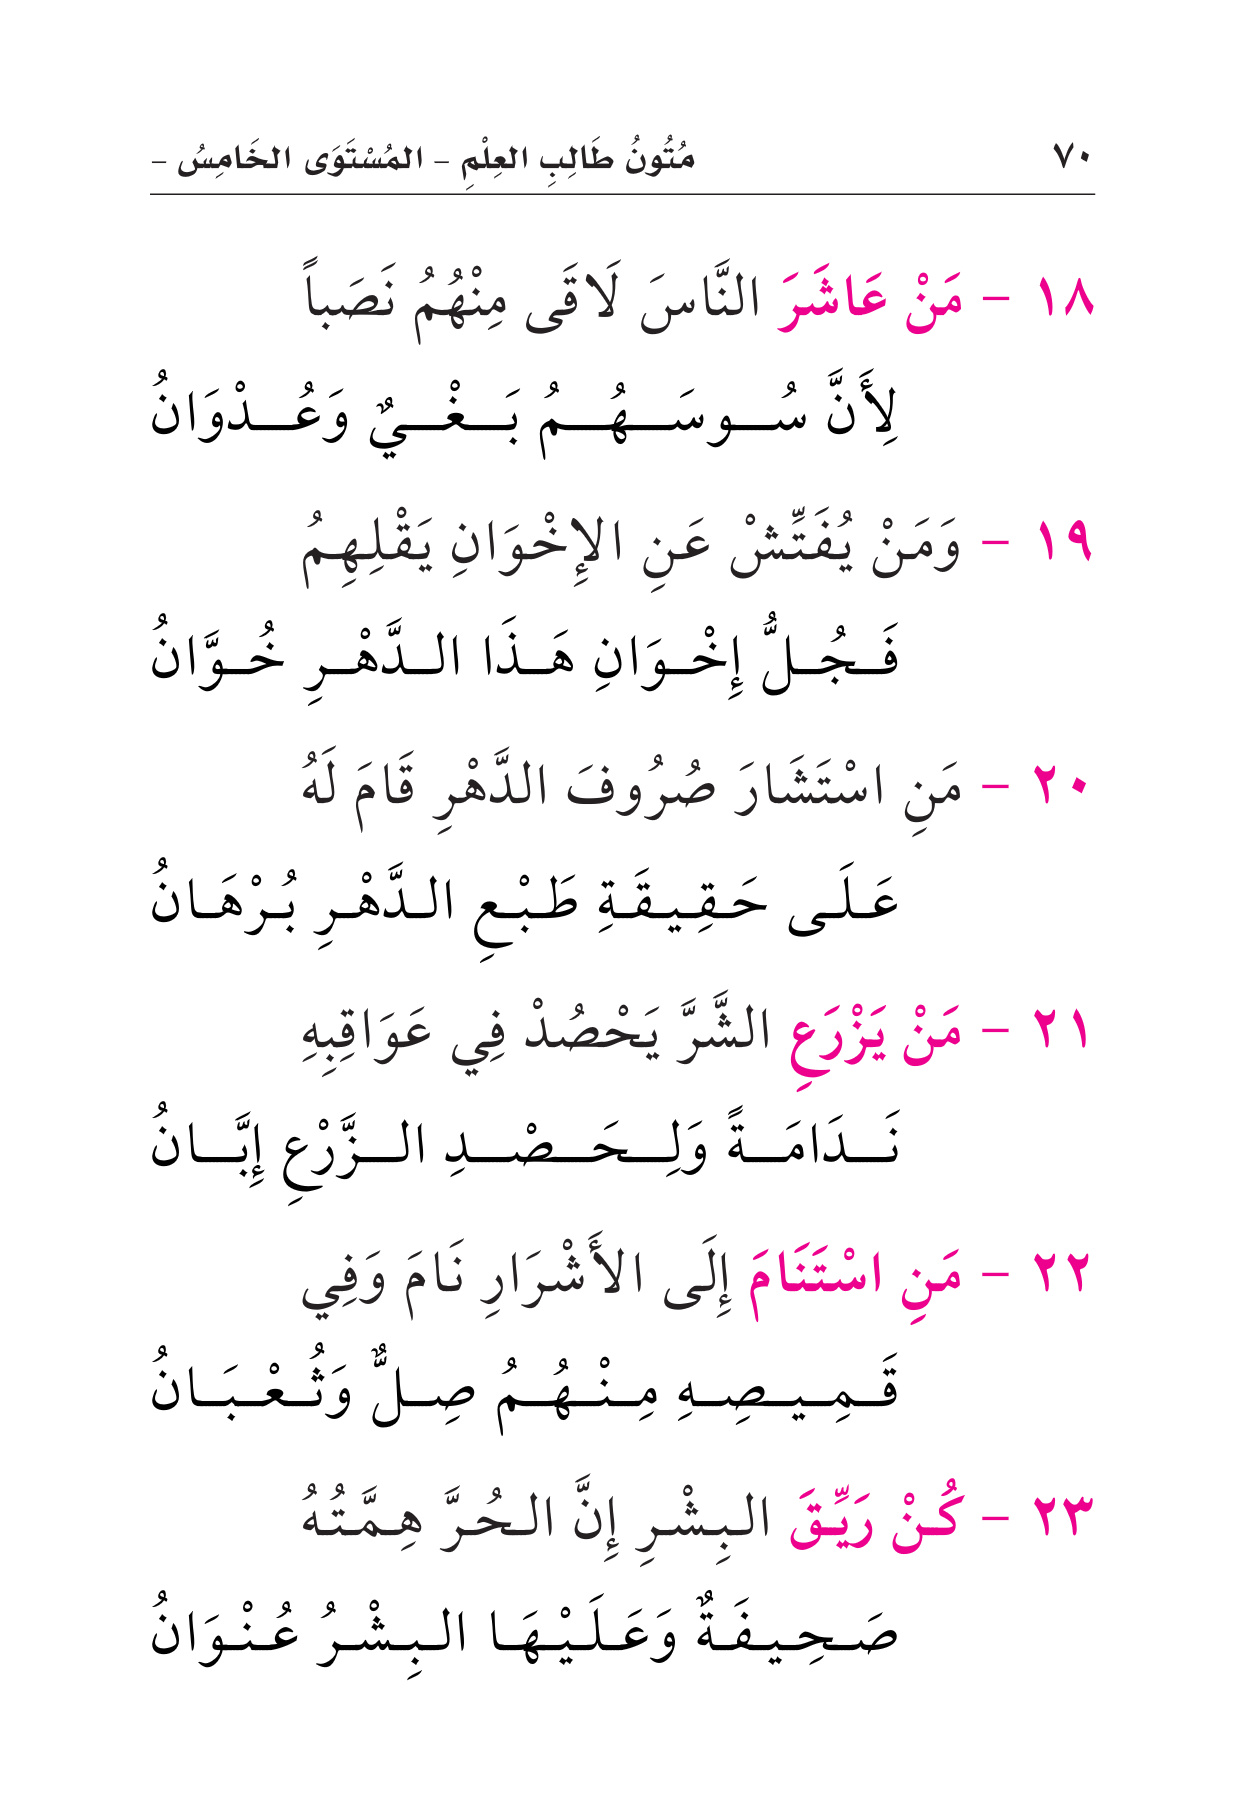 ٧٠ مُتُونُ طَالِبِ العِلْمِ – المُسْتَوَى الخَامِسُ –
١٨ – مَنْ عَاشَرَ النَّاسَ لَاقَى مِنْهُمُ نَصَباً
لِأَنَّ سُوسَهُمُ بَغْيٌ وَعُدْوَانُ
١٩ – وَمَنْ يُفَتِّشْ عَنِ الإِخْوَانِ يَقْلِهِمُ
فَجُلُّ إِخْوَانِ هَذَا الدَّهْرِ خُوَّانُ
٢٠ – مَنِ اسْتَشَارَ صُرُوفَ الدَّهْرِ قَامَ لَهُ
عَلَى حَقِيقَةِ طَبْعِ الدَّهْرِ بُرْهَانُ
٢١ – مَنْ يَزْرَعِ الشَّرَّ يَحْصُدْ فِي عَوَاقِبِهِ
نَدَامَةً وَلِحَصْدِ الزَّرْعِ إِبَّانُ
٢٢ – مَنِ اسْتَنَامَ إِلَى الأَشْرَارِ نَامَ وَفِي
قَمِيصِهِ مِنْهُمُ صِلٌّ وَثُعْبَانُ
٢٣ – كُنْ رَيِّقَ البِشْرِ إِنَّ الحُرَّ هِمَّتُهُ
صَحِيفَةٌ وَعَلَيْهَا البِشْرُ عُنْوَانُ